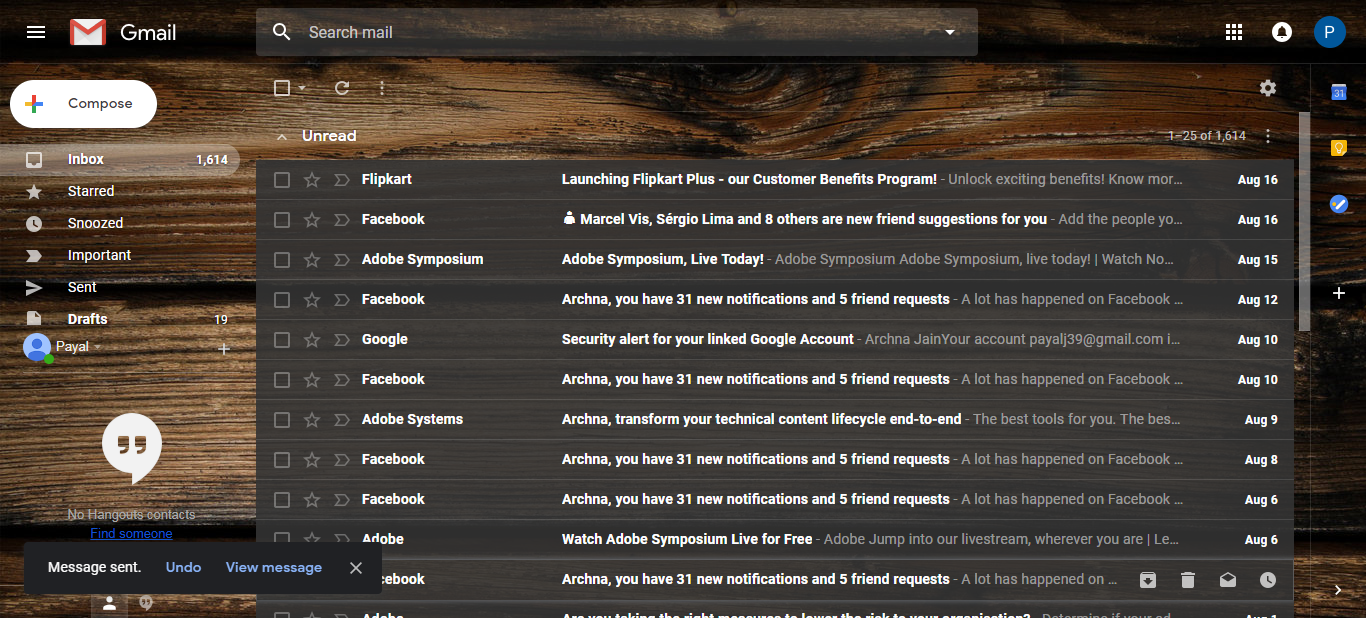 Gmail
Search mail
P
Compose
31
Unread
1–25 of 1,614
Inbox 1,614
Starred
Snoozed
Important
Sent
Drafts 19
Payal
No Hangouts contacts
Find someone
Flipkart Launching Flipkart Plus - our Customer Benefits Program! - Unlock exciting benefits! Know mor... Aug 16
Facebook Marcel Vis, Sérgio Lima and 8 others are new friend suggestions for you - Add the people yo... Aug 16
Adobe Symposium Adobe Symposium, Live Today! - Adobe Symposium Adobe Symposium, live today! | Watch No... Aug 15
Facebook Archna, you have 31 new notifications and 5 friend requests - A lot has happened on Facebook ... Aug 12
Google Security alert for your linked Google Account - Archna JainYour account payalj39@gmail.com i... Aug 10
Facebook Archna, you have 31 new notifications and 5 friend requests - A lot has happened on Facebook ... Aug 10
Adobe Systems Archna, transform your technical content lifecycle end-to-end - The best tools for you. The bes... Aug 9
Facebook Archna, you have 31 new notifications and 5 friend requests - A lot has happened on Facebook ... Aug 8
Facebook Archna, you have 31 new notifications and 5 friend requests - A lot has happened on Facebook ... Aug 6
Adobe Watch Adobe Symposium Live for Free - Adobe Jump into our livestream, wherever you are | Le... Aug 6
cebook Archna, you have 31 new notifications and 5 friend requests - A lot has happened on ...
Message sent. Undo View message
Adobe Are you taking the right measures to lower the risk to your organisation? - Determine if your ad... Aug 1